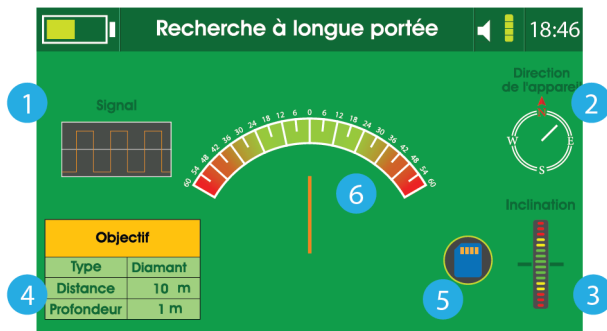 Recherche à longue portée
18:46
1
Signal
Direction
de l'appareil
2
N
W
E
S
60 54 48 42 36 30 24 18 12 6 0 6 12 18 24 30 36 42 48 54 60
6
Inclination
3
4
Objectif
Type Diamant
Distance 10 m
Profondeur 1 m
5